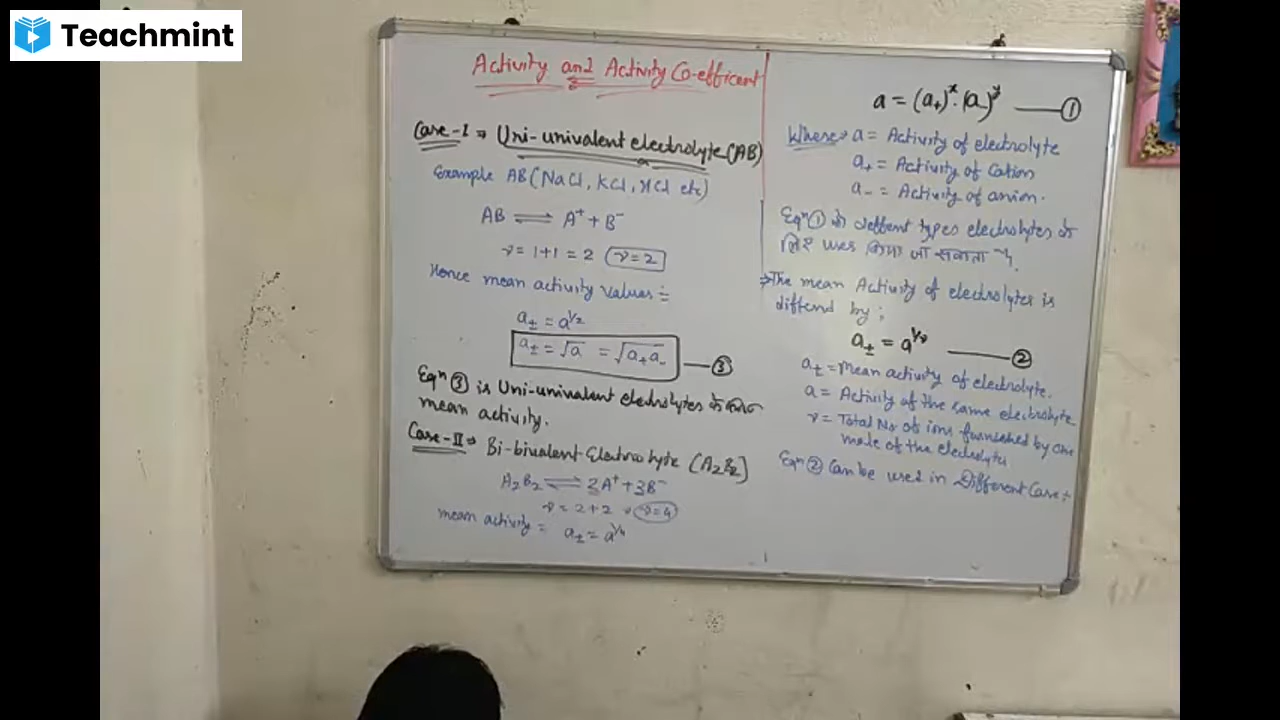 Teachmint
Activity and Activity Co-efficent
Case-I ⇒ Uni-univalent electrolyte (AB)
Example AB (NaCl, KCl, HCl etc)
AB ⇌ A⁺ + B⁻
ν = 1+1 = 2 ν=2
Hence mean activity values :-
a± = a^1/2
a± = √a = √a₊a₋ ③
Eqⁿ ③ is Uni-univalent electrolytes के
mean activity.
Case-II ⇒ Bi-bivalent Electrolyte (A₂B₂)
A₂B₂ ⇌ 2A⁺ + 2B⁻
ν = 2+2 ν=4
mean activity = a± = a^1/4
a = (a₊)^x . (a₋)^y ①
Where ⇒ a = Activity of electrolyte
a₊ = Activity of Cation
a₋ = Activity of anion.
Eqⁿ ① को deffent types electrolytes के
लिए uses किया जा सकता है.
⇒ The mean Activity of electrolytes is
diffend by ;
a± = a^1/ν ②
a± = Mean activity of electrolyte.
a = Activity of the same electrolyte
ν = Total No of ions furnished by one
mole of the electrolyte
Eqⁿ ② Can be used in Different Case :-